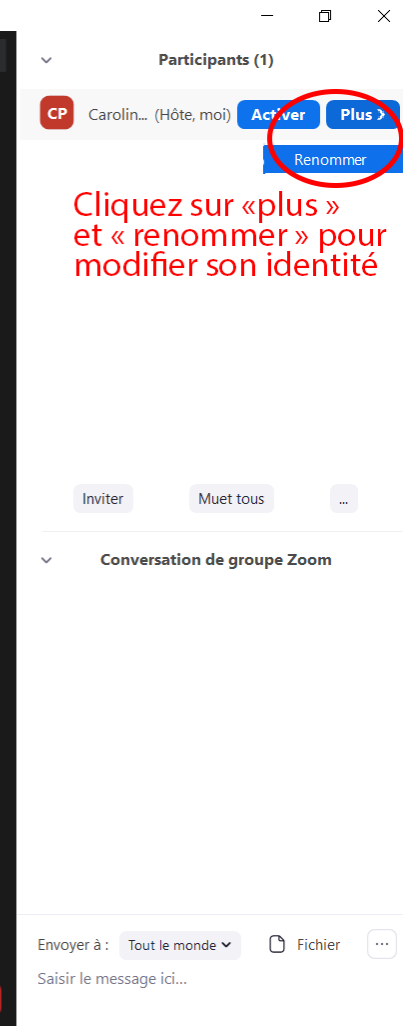 Participants (1)
CP Carolin... (Hôte, moi) Activer Plus >
Renommer
Cliquez sur «plus »
et « renommer » pour
modifier son identité
Inviter Muet tous ...
Conversation de groupe Zoom
Envoyer à : Tout le monde Fichier ...
Saisir le message ici...